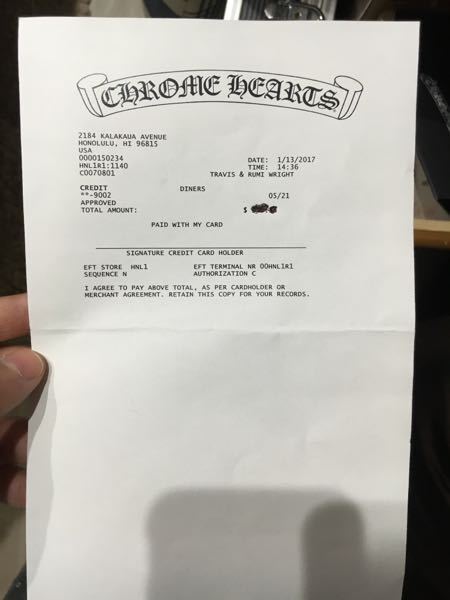 CHROME HEARTS
2184 KALAKAUA AVENUE
HONOLULU, HI 96815
USA
0000150234 DATE: 1/13/2017
HNL1R1:1140 TIME: 14:36
C0070801 TRAVIS & RUMI WRIGHT
CREDIT DINERS
**-9002 05/21
APPROVED
TOTAL AMOUNT: $
PAID WITH MY CARD
SIGNATURE CREDIT CARD HOLDER
EFT STORE HNL1 EFT TERMINAL NR 00HNL1R1
SEQUENCE N AUTHORIZATION C
I AGREE TO PAY ABOVE TOTAL, AS PER CARDHOLDER OR
MERCHANT AGREEMENT. RETAIN THIS COPY FOR YOUR RECORDS.